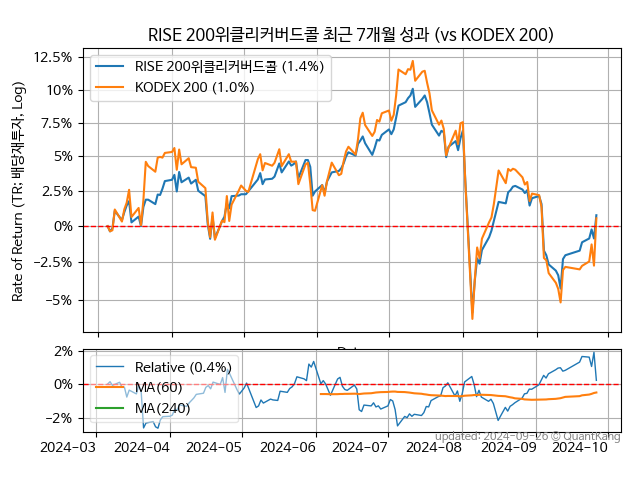 RISE 200위클리커버드콜 최근 7개월 성과 (vs KODEX 200)
Rate of Return (TR: 배당재투자, Log)
12.5%
10%
7.5%
5%
2.5%
0%
−2.5%
−5%
RISE 200위클리커버드콜 (1.4%)
KODEX 200 (1.0%)
2%
0%
−2%
Relative (0.4%)
MA(60)
MA(240)
2024-03
2024-04
2024-05
2024-06
2024-07
2024-08
2024-09
2024-10
updated: 2024-09-26 © QuantKang